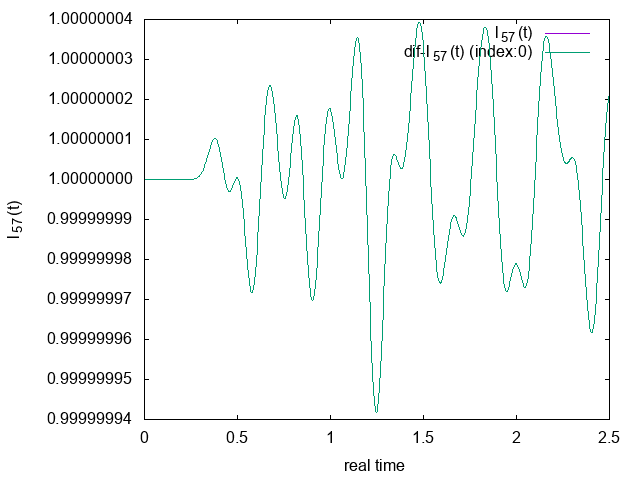 1.00000004
1.00000003
1.00000002
1.00000001
1.00000000
0.99999999
0.99999998
0.99999997
0.99999996
0.99999995
0.99999994
I57(t)
I57(t)
dif-I57(t) (index:0)
0 0.5 1 1.5 2 2.5
real time